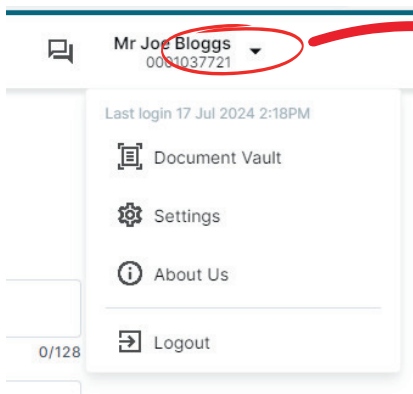 Mr Joe Bloggs
0001037721
Last login 17 Jul 2024 2:18PM
Document Vault
Settings
About Us
Logout
0/128